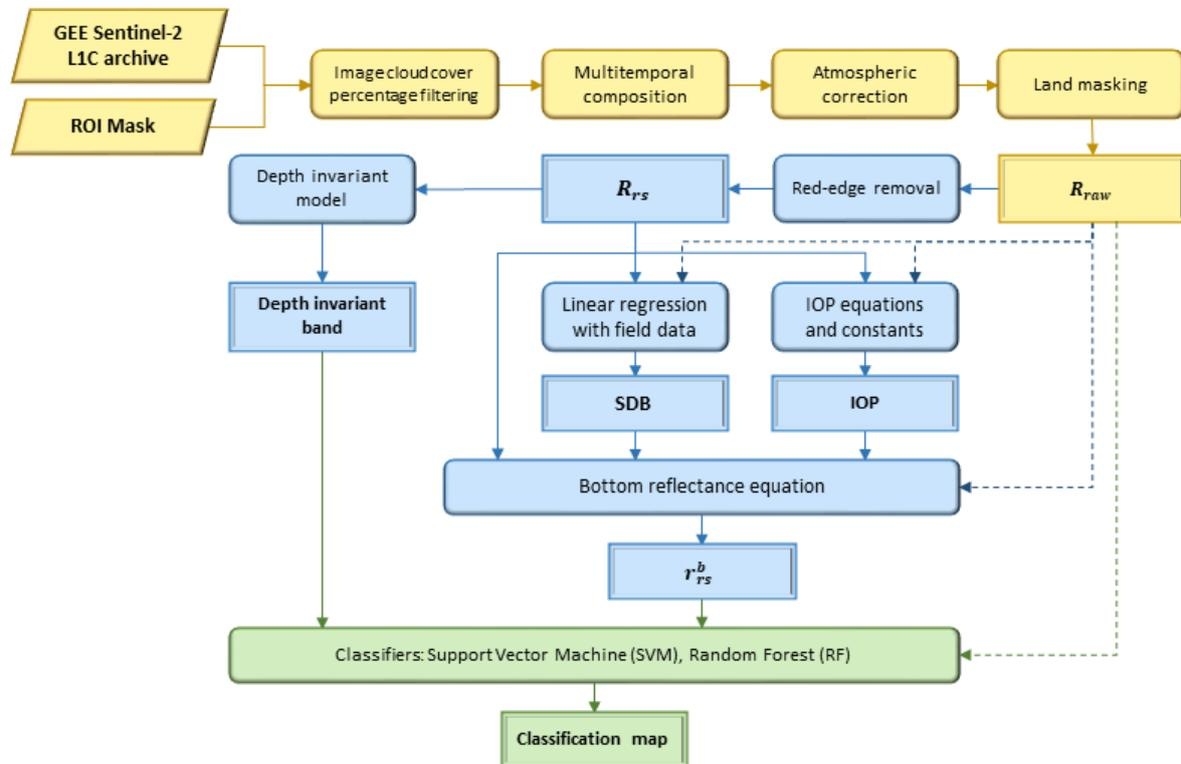 GEE Sentinel-2
L1C archive
ROI Mask
Image cloud cover
percentage filtering
Multitemporal
composition
Atmospheric
correction
Land masking
Depth invariant
model
R_rs
Red-edge removal
R_raw
Depth invariant
band
Linear regression
with field data
IOP equations
and constants
SDB
IOP
Bottom reflectance equation
r_rs^b
Classifiers: Support Vector Machine (SVM), Random Forest (RF)
Classification map